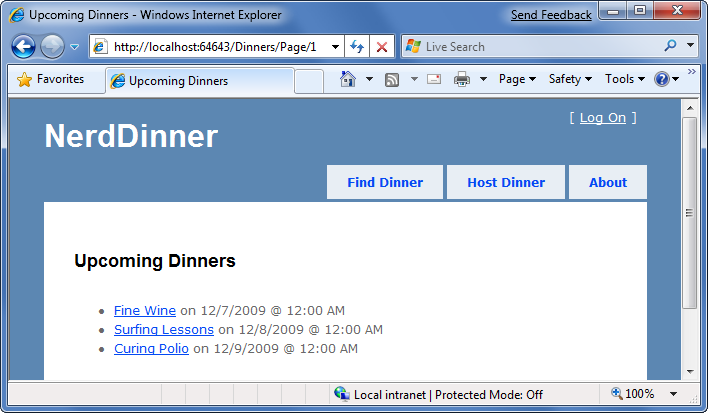 Upcoming Dinners - Windows Internet Explorer
Send Feedback
http://localhost:64643/Dinners/Page/1
Live Search
Favorites
Upcoming Dinners
Page
Safety
Tools
»
[ Log On ]
NerdDinner
Find Dinner
Host Dinner
About
Upcoming Dinners
• Fine Wine on 12/7/2009 @ 12:00 AM
• Surfing Lessons on 12/8/2009 @ 12:00 AM
• Curing Polio on 12/9/2009 @ 12:00 AM
Local intranet | Protected Mode: Off
100%